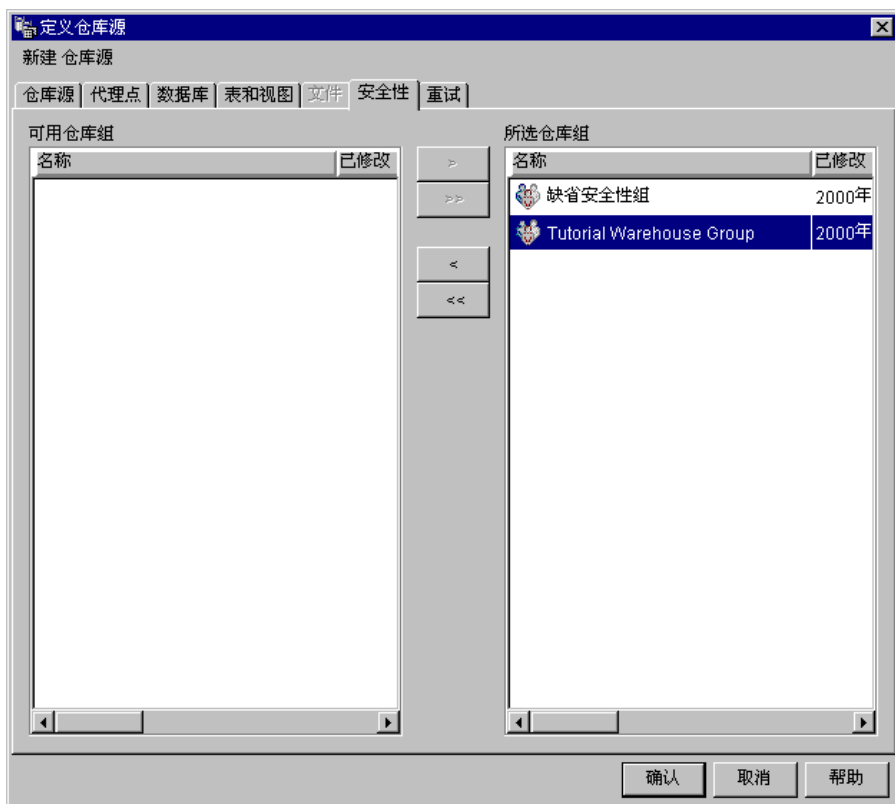 定义仓库源
新建 仓库源
仓库源 代理点 数据库 表和视图 文件 安全性 重试
可用仓库组
名称 已修改
>
>>
<
<<
所选仓库组
名称 已修改
缺省安全性组 2000年
Tutorial Warehouse Group 2000年
确认 取消 帮助